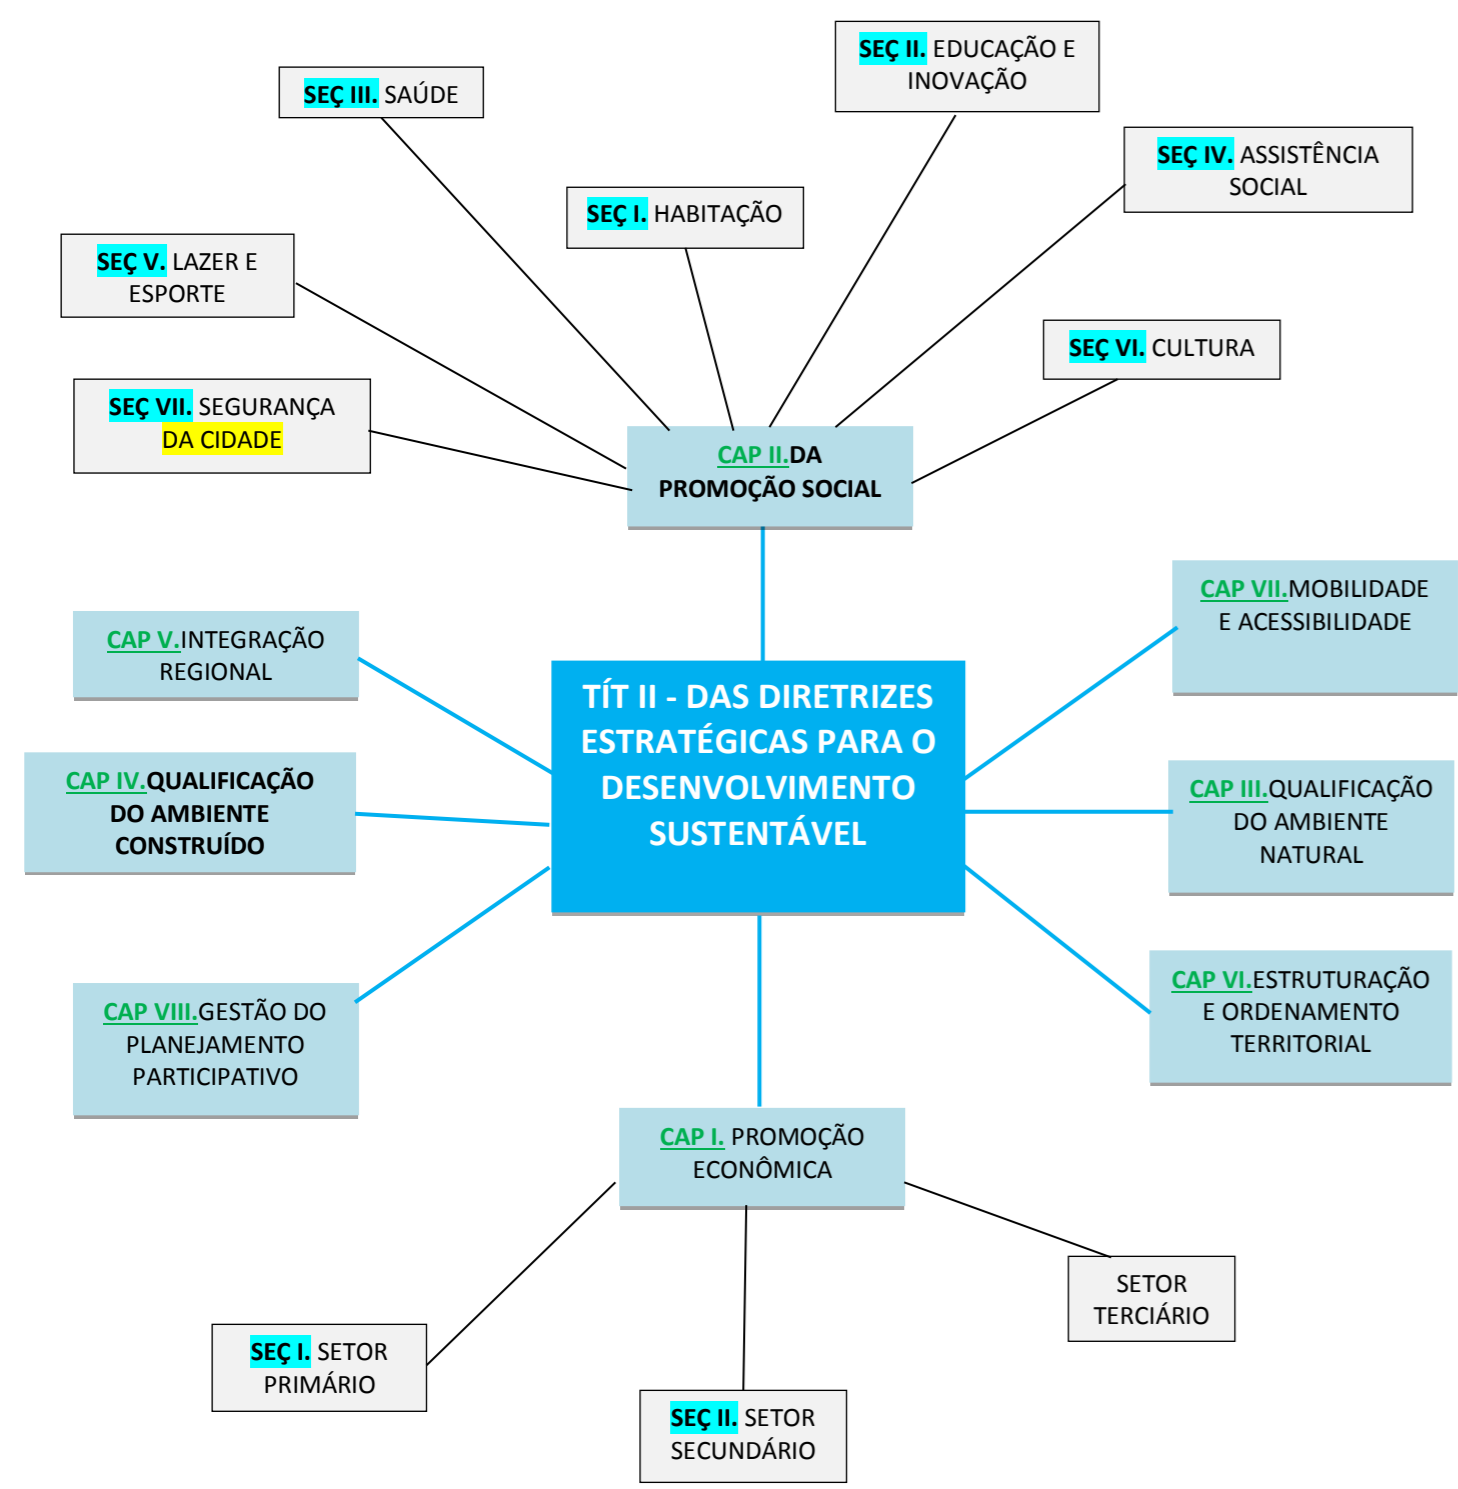 SEÇ II. EDUCAÇÃO E
INOVAÇÃO
SEÇ III. SAÚDE
SEÇ IV. ASSISTÊNCIA
SOCIAL
SEÇ I. HABITAÇÃO
SEÇ V. LAZER E
ESPORTE
SEÇ VI. CULTURA
SEÇ VII. SEGURANÇA
DA CIDADE
CAP II.DA
PROMOÇÃO SOCIAL
CAP VII.MOBILIDADE
E ACESSIBILIDADE
CAP V.INTEGRAÇÃO
REGIONAL
TÍT II - DAS DIRETRIZES
ESTRATÉGICAS PARA O
DESENVOLVIMENTO
SUSTENTÁVEL
CAP IV.QUALIFICAÇÃO
DO AMBIENTE
CONSTRUÍDO
CAP III.QUALIFICAÇÃO
DO AMBIENTE
NATURAL
CAP VI.ESTRUTURAÇÃO
E ORDENAMENTO
TERRITORIAL
CAP VIII.GESTÃO DO
PLANEJAMENTO
PARTICIPATIVO
CAP I. PROMOÇÃO
ECONÔMICA
SETOR
TERCIÁRIO
SEÇ I. SETOR
PRIMÁRIO
SEÇ II. SETOR
SECUNDÁRIO